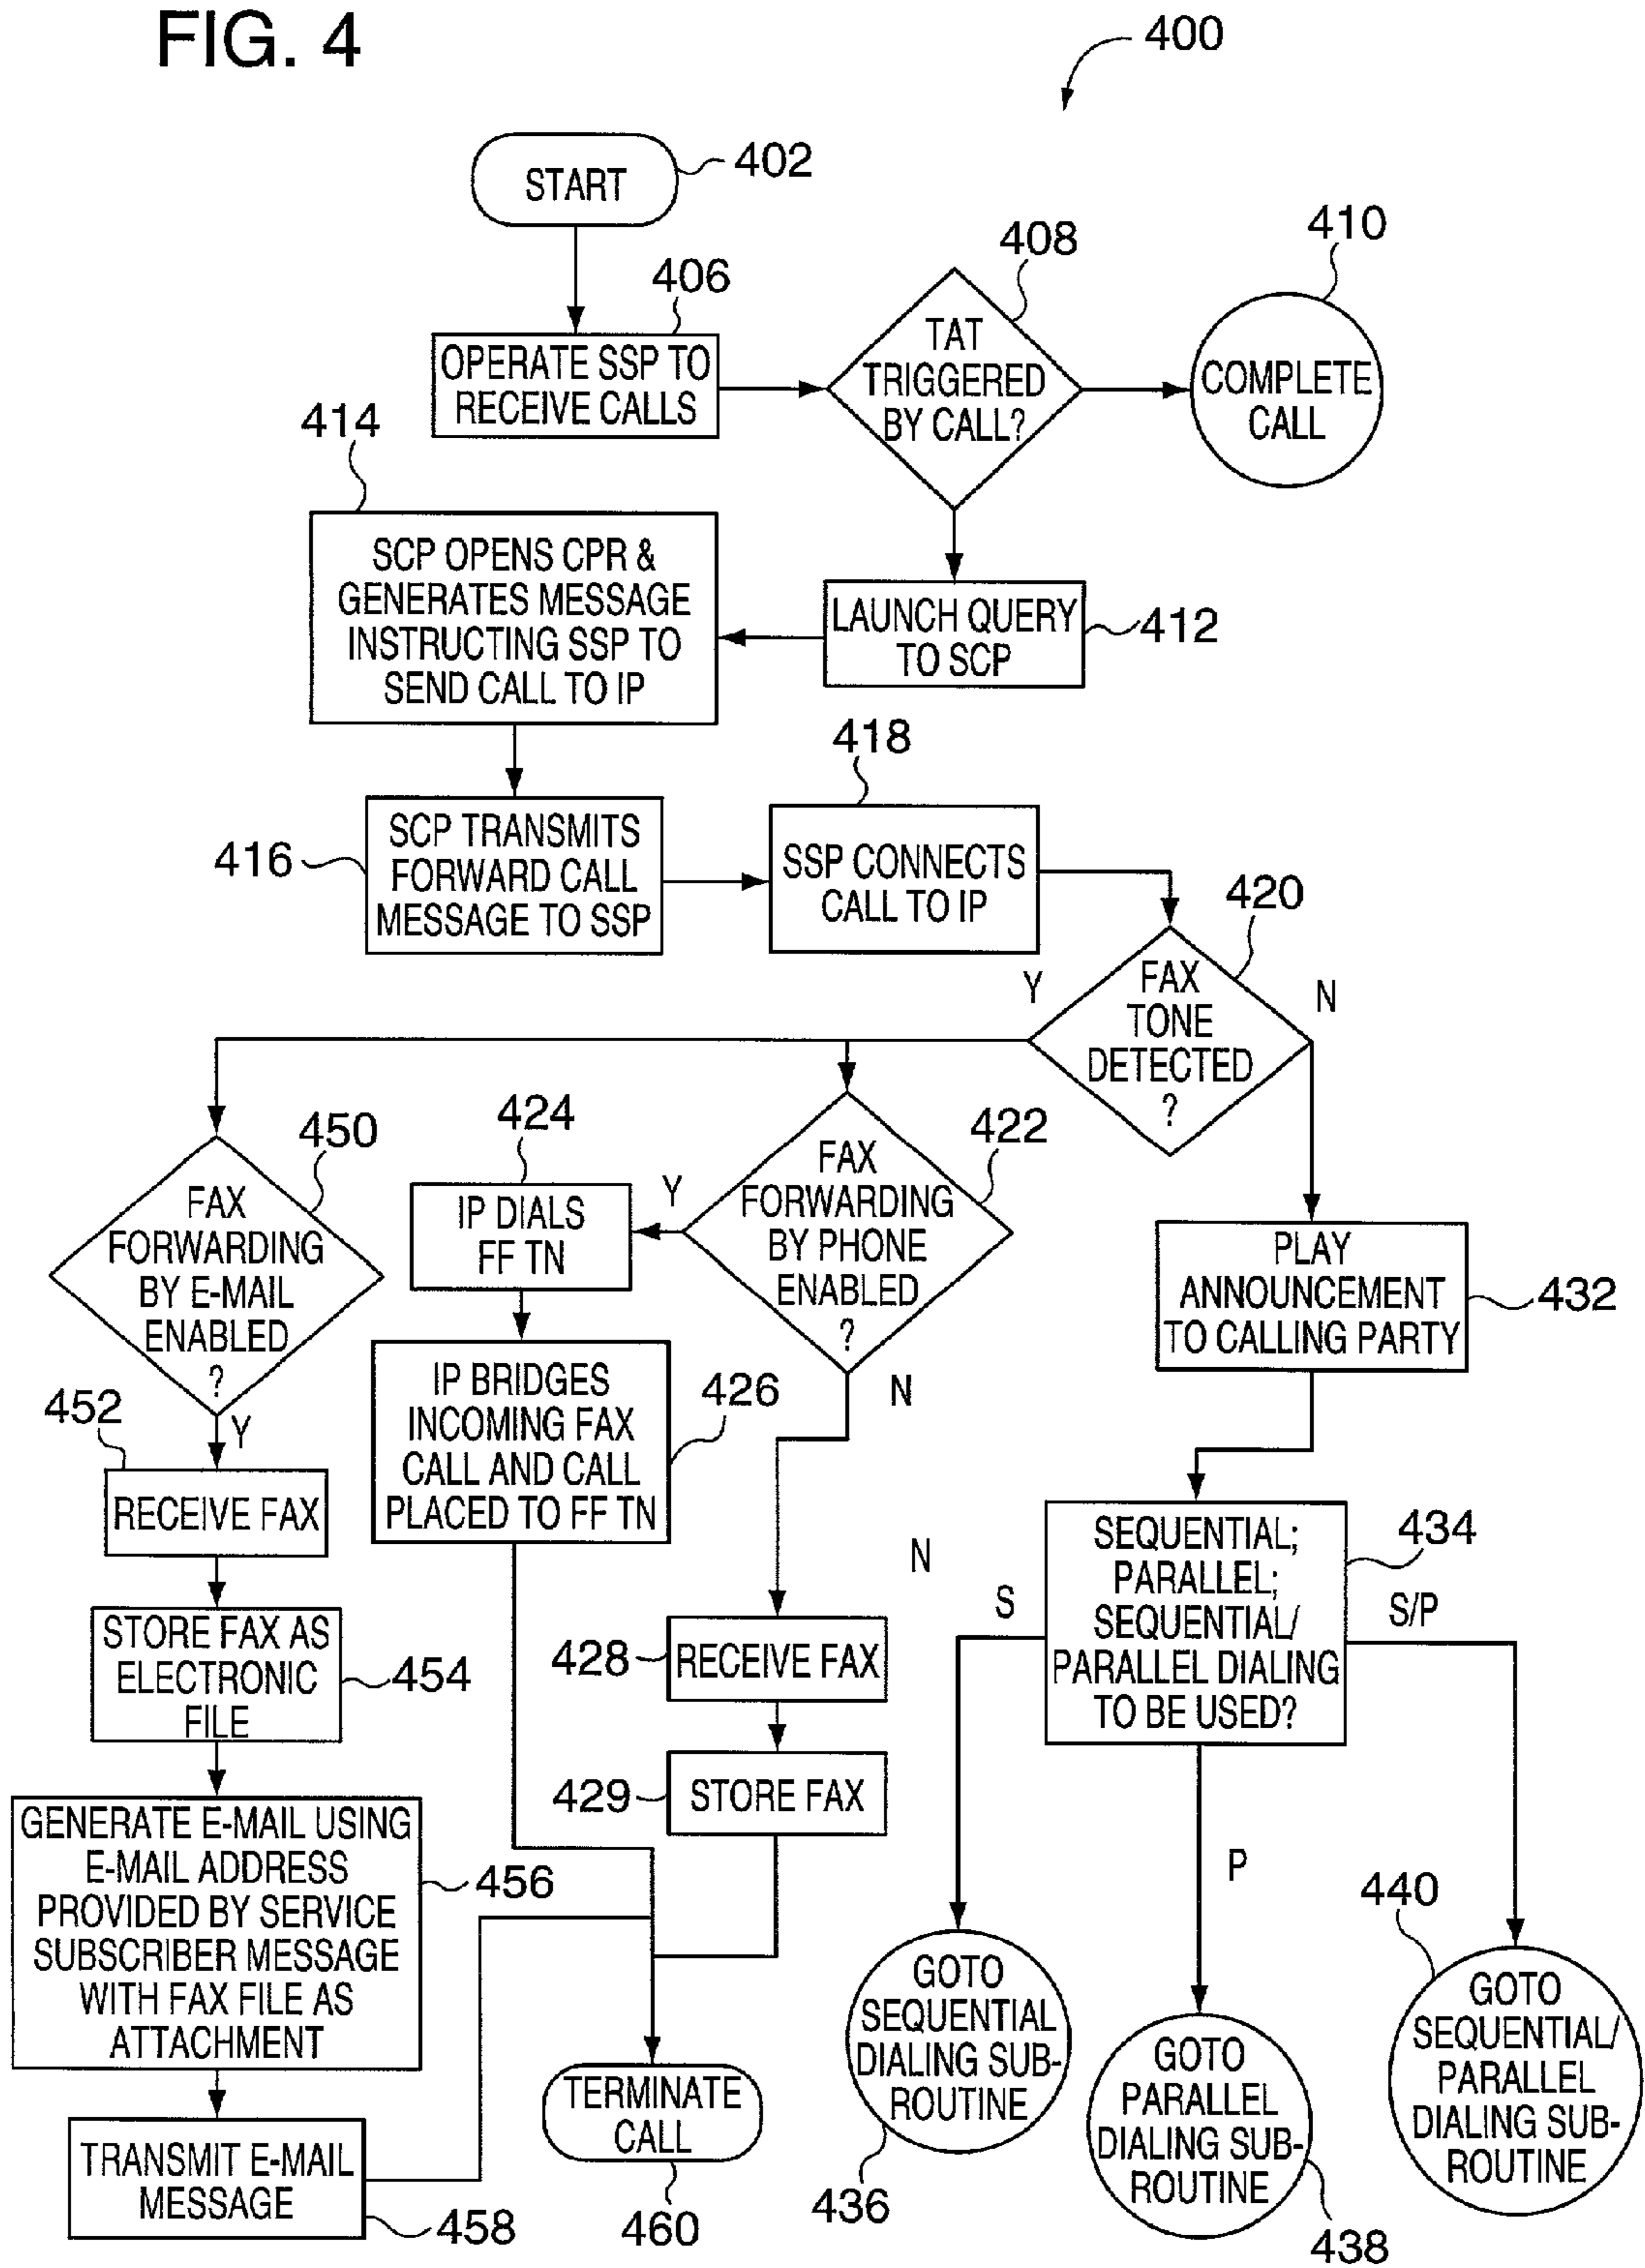 FIG. 4
400
402
START
406
408
410
OPERATE SSP TO
RECEIVE CALLS
TAT
TRIGGERED
BY CALL?
COMPLETE
CALL
414
SCP OPENS CPR &
GENERATES MESSAGE
INSTRUCTING SSP TO
SEND CALL TO IP
LAUNCH QUERY
TO SCP
412
418
416
SCP TRANSMITS
FORWARD CALL
MESSAGE TO SSP
SSP CONNECTS
CALL TO IP
420
Y
FAX
TONE
DETECTED
?
N
450
FAX
FORWARDING
BY E-MAIL
ENABLED
?
Y
424
IP DIALS
FF TN
Y
422
FAX
FORWARDING
BY PHONE
ENABLED
?
N
PLAY
ANNOUNCEMENT
TO CALLING PARTY
432
452
RECEIVE FAX
IP BRIDGES
INCOMING FAX
CALL AND CALL
PLACED TO FF TN
426
N
S
SEQUENTIAL;
PARALLEL;
SEQUENTIAL/
PARALLEL DIALING
TO BE USED?
434
S/P
P
STORE FAX AS
ELECTRONIC
FILE
454
428
RECEIVE FAX
429
STORE FAX
GENERATE E-MAIL USING
E-MAIL ADDRESS
PROVIDED BY SERVICE
SUBSCRIBER MESSAGE
WITH FAX FILE AS
ATTACHMENT
456
440
GOTO
SEQUENTIAL
DIALING SUB-
ROUTINE
436
GOTO
PARALLEL
DIALING SUB-
ROUTINE
438
GOTO
SEQUENTIAL/
PARALLEL
DIALING SUB-
ROUTINE
TRANSMIT E-MAIL
MESSAGE
458
TERMINATE
CALL
460